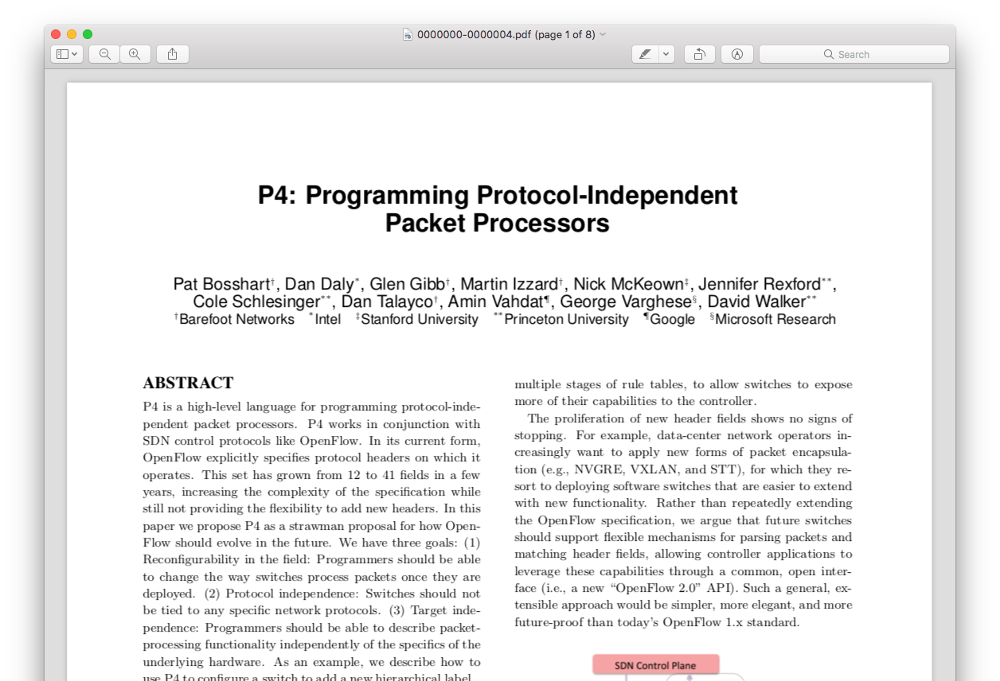 0000000-0000004.pdf (page 1 of 8)
Search
P4: Programming Protocol-Independent
Packet Processors
Pat Bosshart†, Dan Daly*, Glen Gibb†, Martin Izzard†, Nick McKeown‡, Jennifer Rexford**,
Cole Schlesinger**, Dan Talayco†, Amin Vahdat¶, George Varghese§, David Walker**
†Barefoot Networks *Intel ‡Stanford University **Princeton University ¶Google §Microsoft Research
ABSTRACT
P4 is a high-level language for programming protocol-inde-
pendent packet processors. P4 works in conjunction with
SDN control protocols like OpenFlow. In its current form,
OpenFlow explicitly specifies protocol headers on which it
operates. This set has grown from 12 to 41 fields in a few
years, increasing the complexity of the specification while
still not providing the flexibility to add new headers. In this
paper we propose P4 as a strawman proposal for how Open-
Flow should evolve in the future. We have three goals: (1)
Reconfigurability in the field: Programmers should be able
to change the way switches process packets once they are
deployed. (2) Protocol independence: Switches should not
be tied to any specific network protocols. (3) Target inde-
pendence: Programmers should be able to describe packet-
processing functionality independently of the specifics of the
underlying hardware. As an example, we describe how to
use P4 to configure a switch to add a new hierarchical label.
multiple stages of rule tables, to allow switches to expose
more of their capabilities to the controller.
The proliferation of new header fields shows no signs of
stopping. For example, data-center network operators in-
creasingly want to apply new forms of packet encapsula-
tion (e.g., NVGRE, VXLAN, and STT), for which they re-
sort to deploying software switches that are easier to extend
with new functionality. Rather than repeatedly extending
the OpenFlow specification, we argue that future switches
should support flexible mechanisms for parsing packets and
matching header fields, allowing controller applications to
leverage these capabilities through a common, open inter-
face (i.e., a new “OpenFlow 2.0” API). Such a general, ex-
tensible approach would be simpler, more elegant, and more
future-proof than today’s OpenFlow 1.x standard.
SDN Control Plane